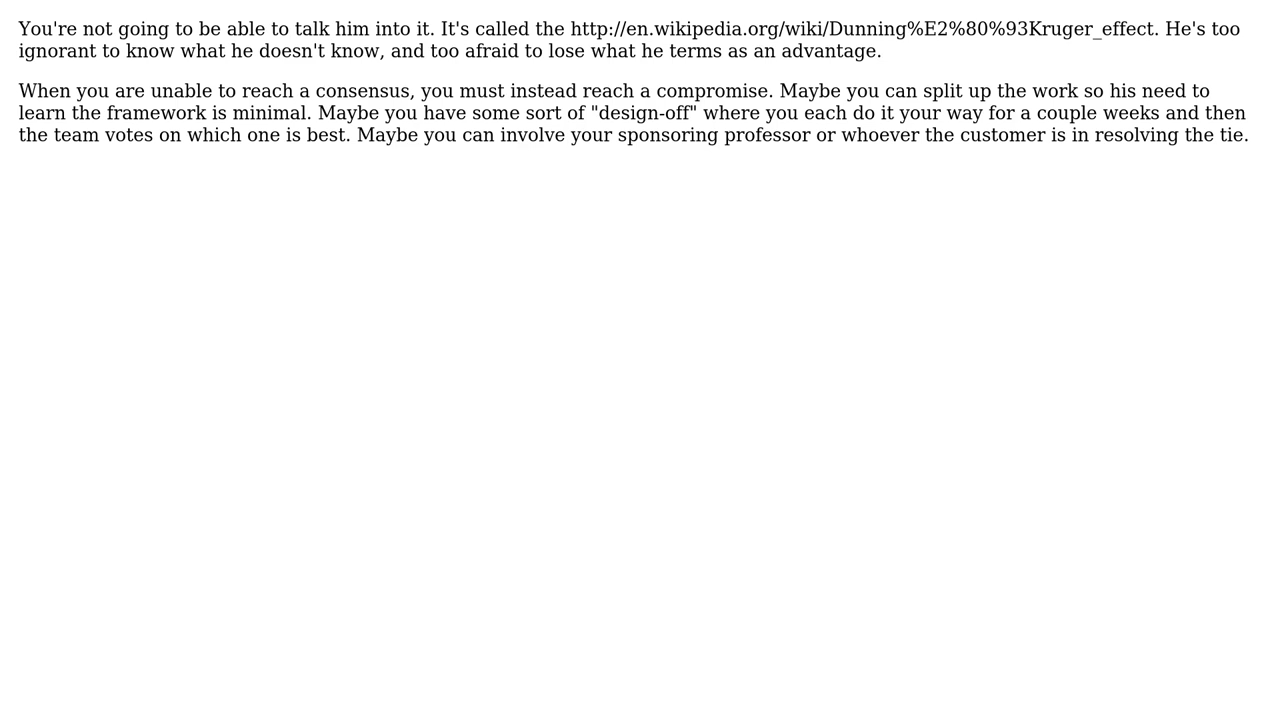 You're not going to be able to talk him into it. It's called the http://en.wikipedia.org/wiki/Dunning%E2%80%93Kruger_effect. He's too
ignorant to know what he doesn't know, and too afraid to lose what he terms as an advantage.
When you are unable to reach a consensus, you must instead reach a compromise. Maybe you can split up the work so his need to
learn the framework is minimal. Maybe you have some sort of "design-off" where you each do it your way for a couple weeks and then
the team votes on which one is best. Maybe you can involve your sponsoring professor or whoever the customer is in resolving the tie.